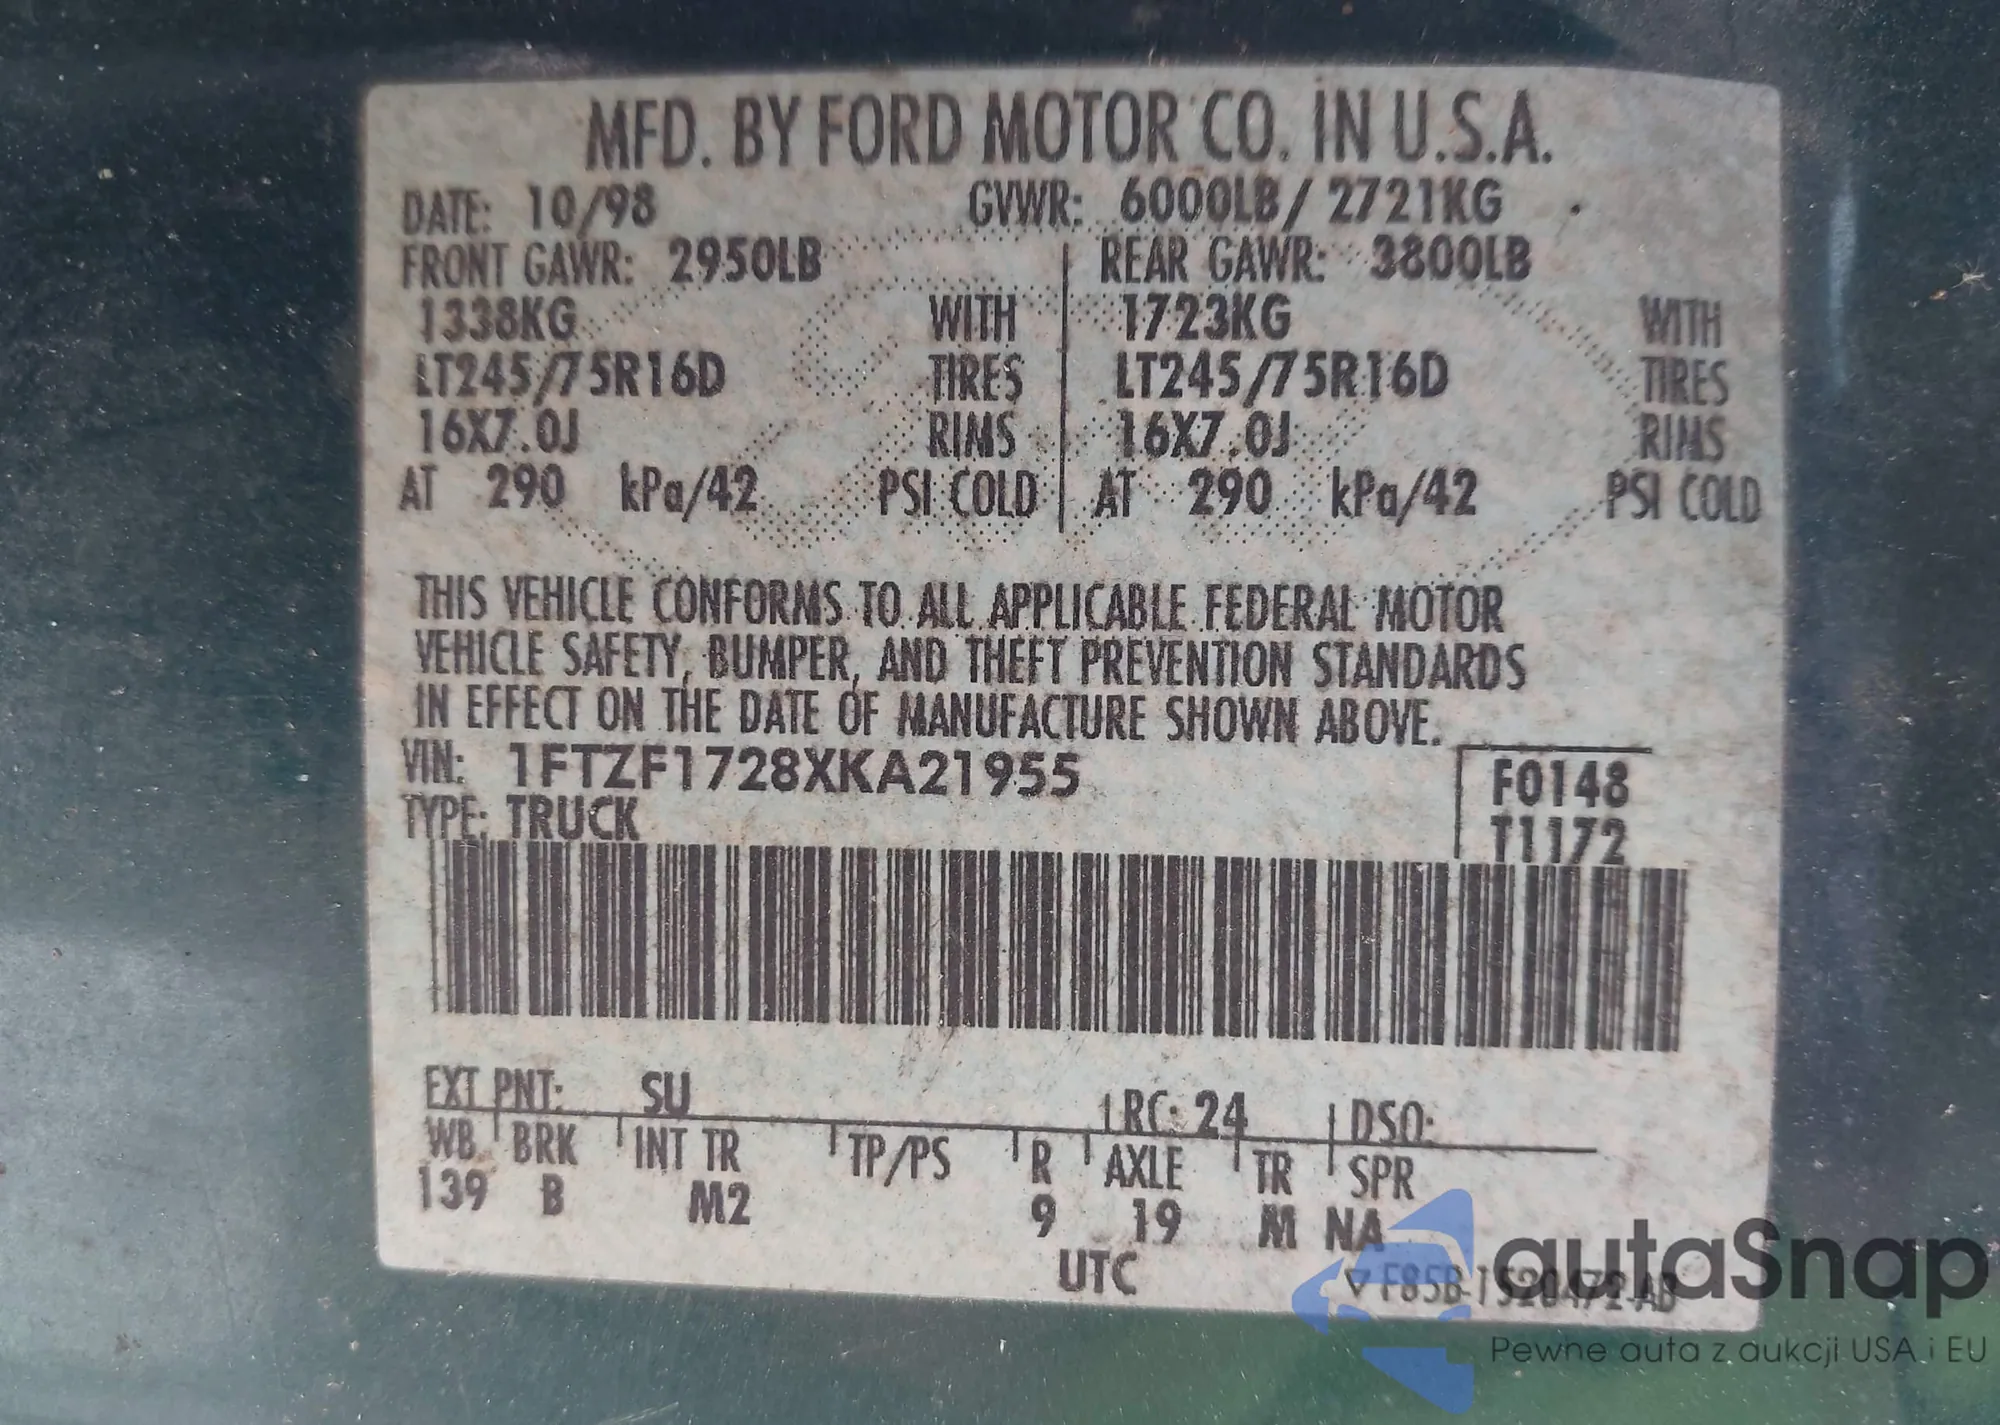 MFD. BY FORD MOTOR CO. IN U.S.A.
DATE: 10/98 GVWR: 6000LB / 2721KG
FRONT GAWR: 2950LB REAR GAWR: 3800LB
1338KG WITH 1723KG WITH
LT245/75R16D TIRES LT245/75R16D TIRES
16X7.0J RIMS 16X7.0J RIMS
AT 290 kPa/42 PSI COLD AT 290 kPa/42 PSI COLD
THIS VEHICLE CONFORMS TO ALL APPLICABLE FEDERAL MOTOR
VEHICLE SAFETY, BUMPER, AND THEFT PREVENTION STANDARDS
IN EFFECT ON THE DATE OF MANUFACTURE SHOWN ABOVE.
VIN: 1FTZF1728XKA21955 F0148
TYPE: TRUCK T1172
EXT PNT: SU RC: 24 DSO:
WB BRK INT TR TP/PS R AXLE TR SPR
139 B M2 9 19 M NA
UTC
F85B-1520472-AB
autaSnap
Pewne auta z aukcji USA i EU